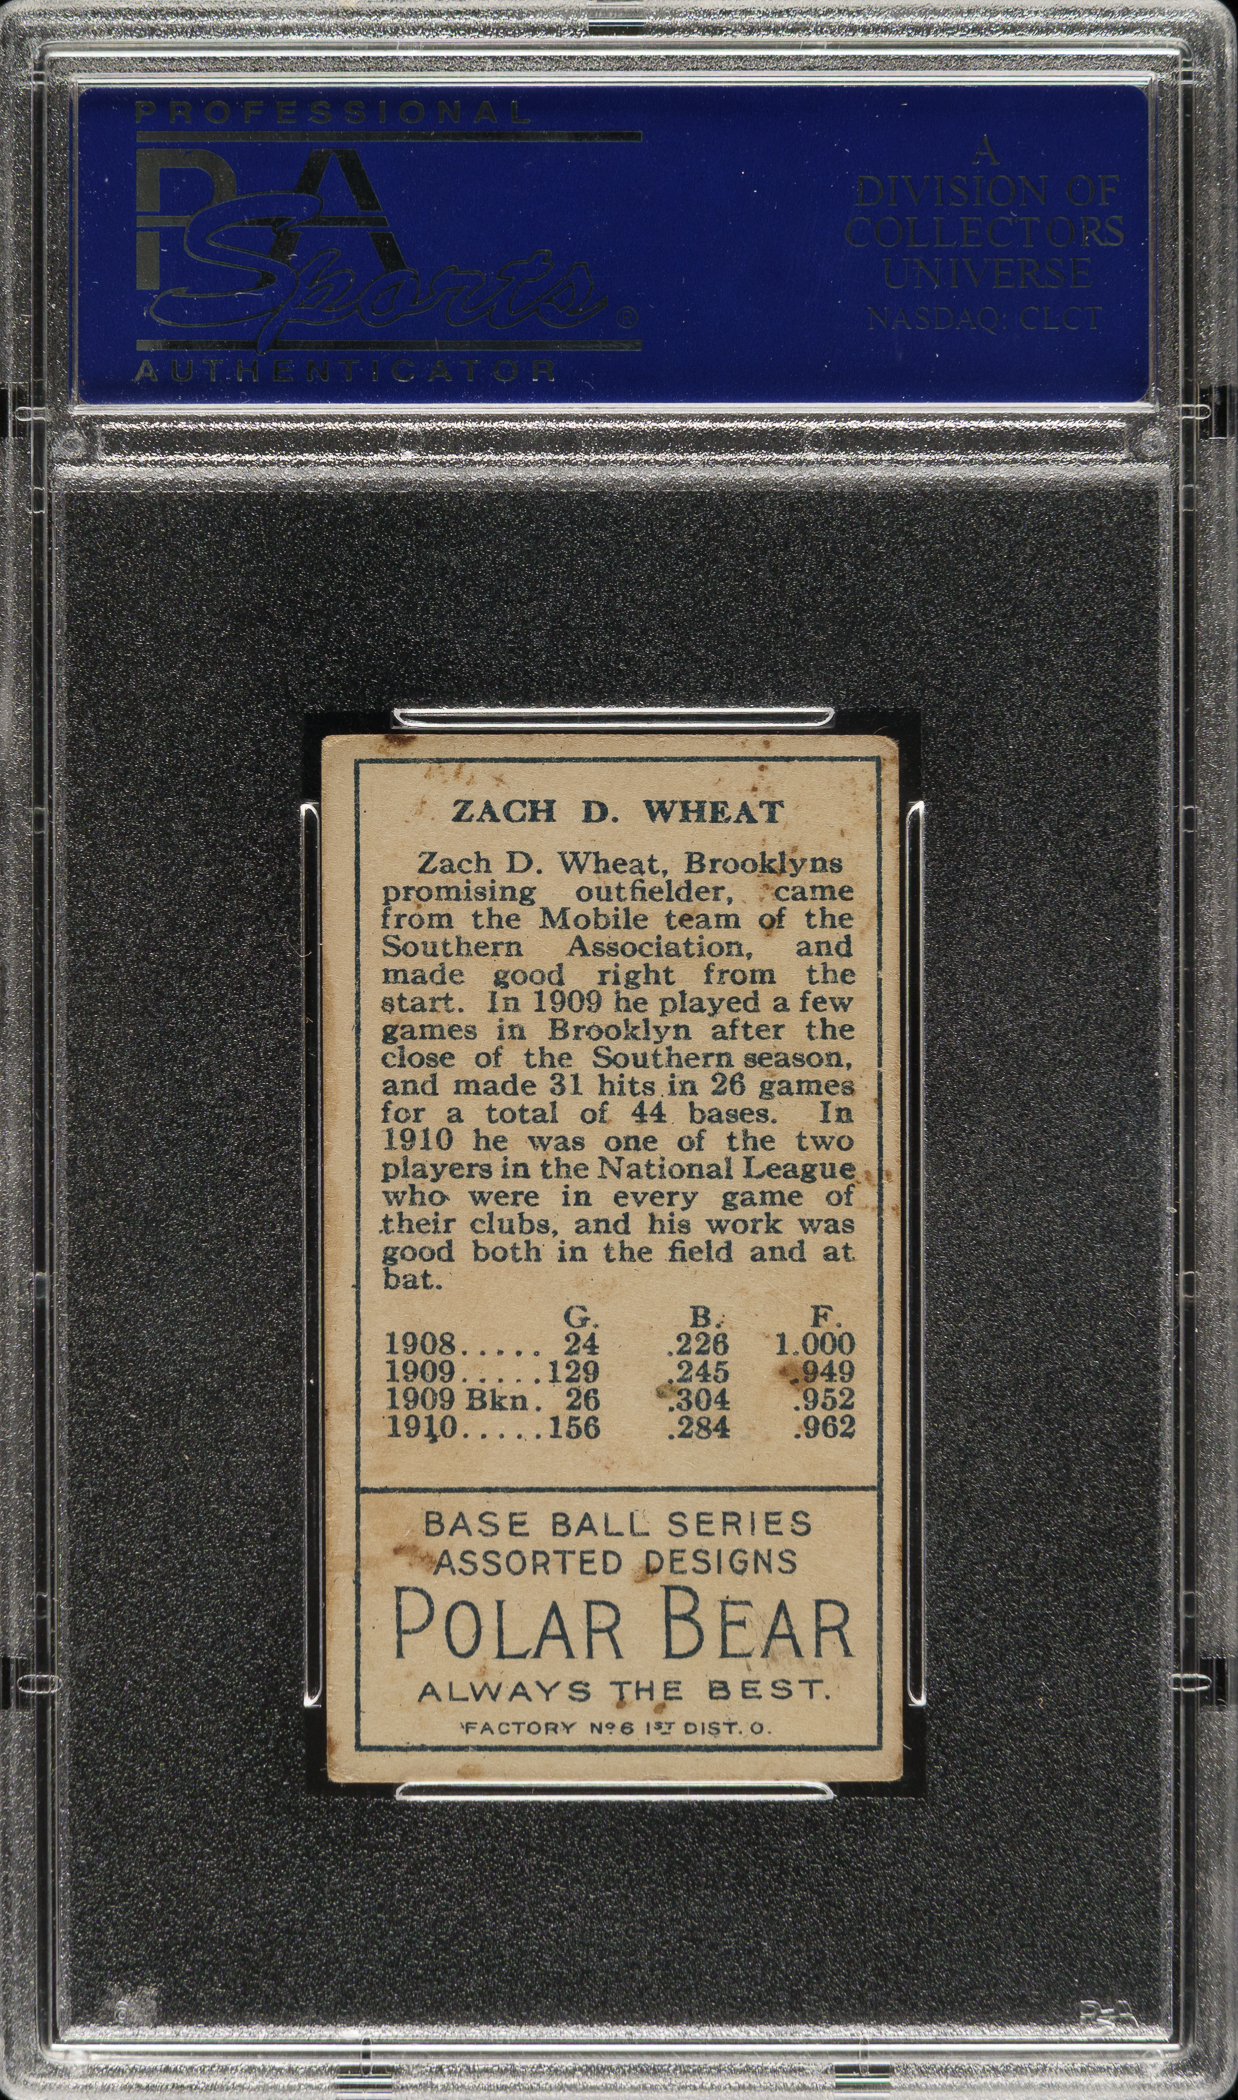 PROFESSIONAL
PSA
Sports®
AUTHENTICATOR
A
DIVISION OF
COLLECTORS
UNIVERSE
NASDAQ: CLCT
ZACH D. WHEAT
Zach D. Wheat, Brooklyns
promising outfielder, came
from the Mobile team of the
Southern Association, and
made good right from the
start. In 1909 he played a few
games in Brooklyn after the
close of the Southern season,
and made 31 hits in 26 games
for a total of 44 bases. In
1910 he was one of the two
players in the National League
who were in every game of
their clubs, and his work was
good both in the field and at
bat.
G. B. F.
1908..... 24 .226 1.000
1909.....129 .245 .949
1909 Bkn. 26 .304 .952
1910.....156 .284 .962
BASE BALL SERIES
ASSORTED DESIGNS
POLAR BEAR
ALWAYS THE BEST.
FACTORY Nº 6 1ST DIST. O.
PSA